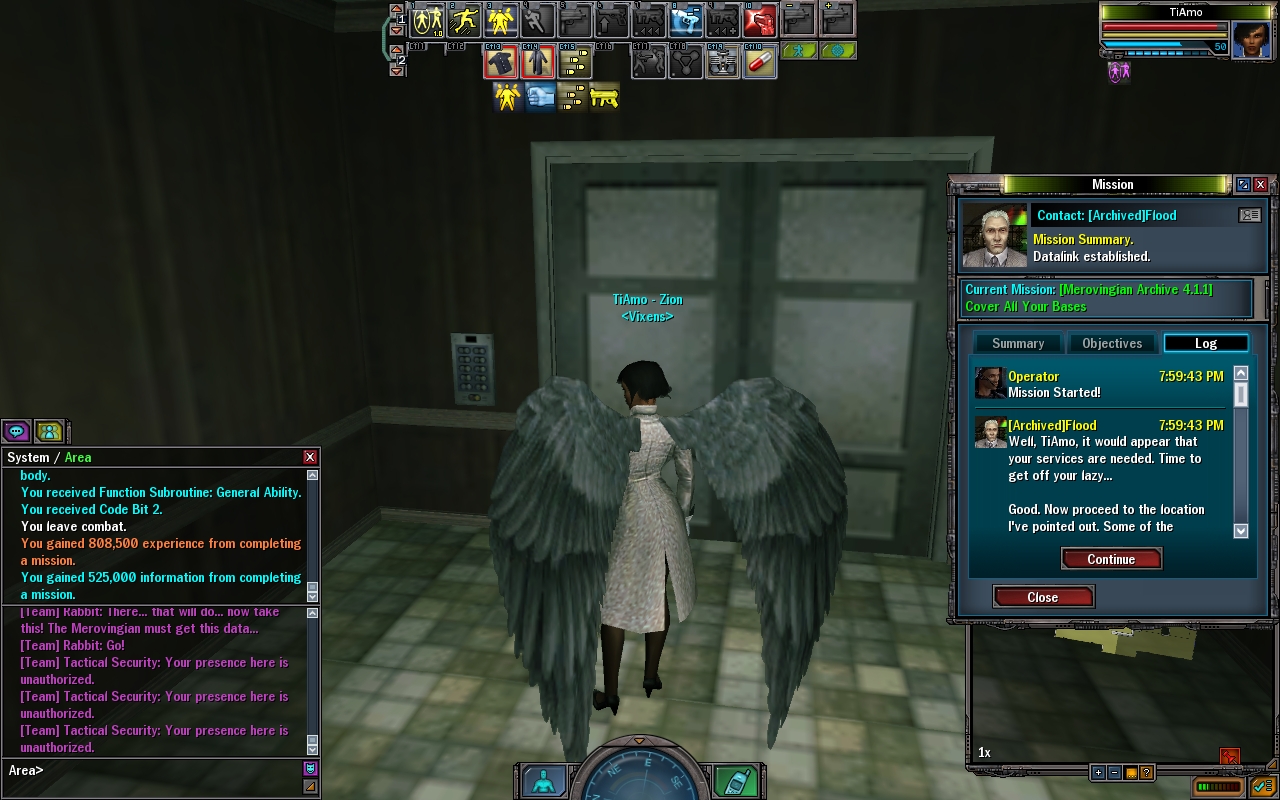 TiAmo
50
1
2
1.0
TiAmo - Zion
<Vixens>
Mission
Contact: [Archived]Flood
Mission Summary.
Datalink established.
Current Mission: [Merovingian Archive 4.1.1]
Cover All Your Bases
Summary
Objectives
Log
Operator 7:59:43 PM
Mission Started!
[Archived]Flood 7:59:43 PM
Well, TiAmo, it would appear that
your services are needed. Time to
get off your lazy...
Good. Now proceed to the location
I've pointed out. Some of the
Continue
Close
System / Area
body.
You received Function Subroutine: General Ability.
You received Code Bit 2.
You leave combat.
You gained 808,500 experience from completing
a mission.
You gained 525,000 information from completing
a mission.
[Team] Rabbit: There... that will do... now take
this! The Merovingian must get this data...
[Team] Rabbit: Go!
[Team] Tactical Security: Your presence here is
unauthorized.
[Team] Tactical Security: Your presence here is
unauthorized.
[Team] Tactical Security: Your presence here is
unauthorized.
Area>
NE
E
SE
1x